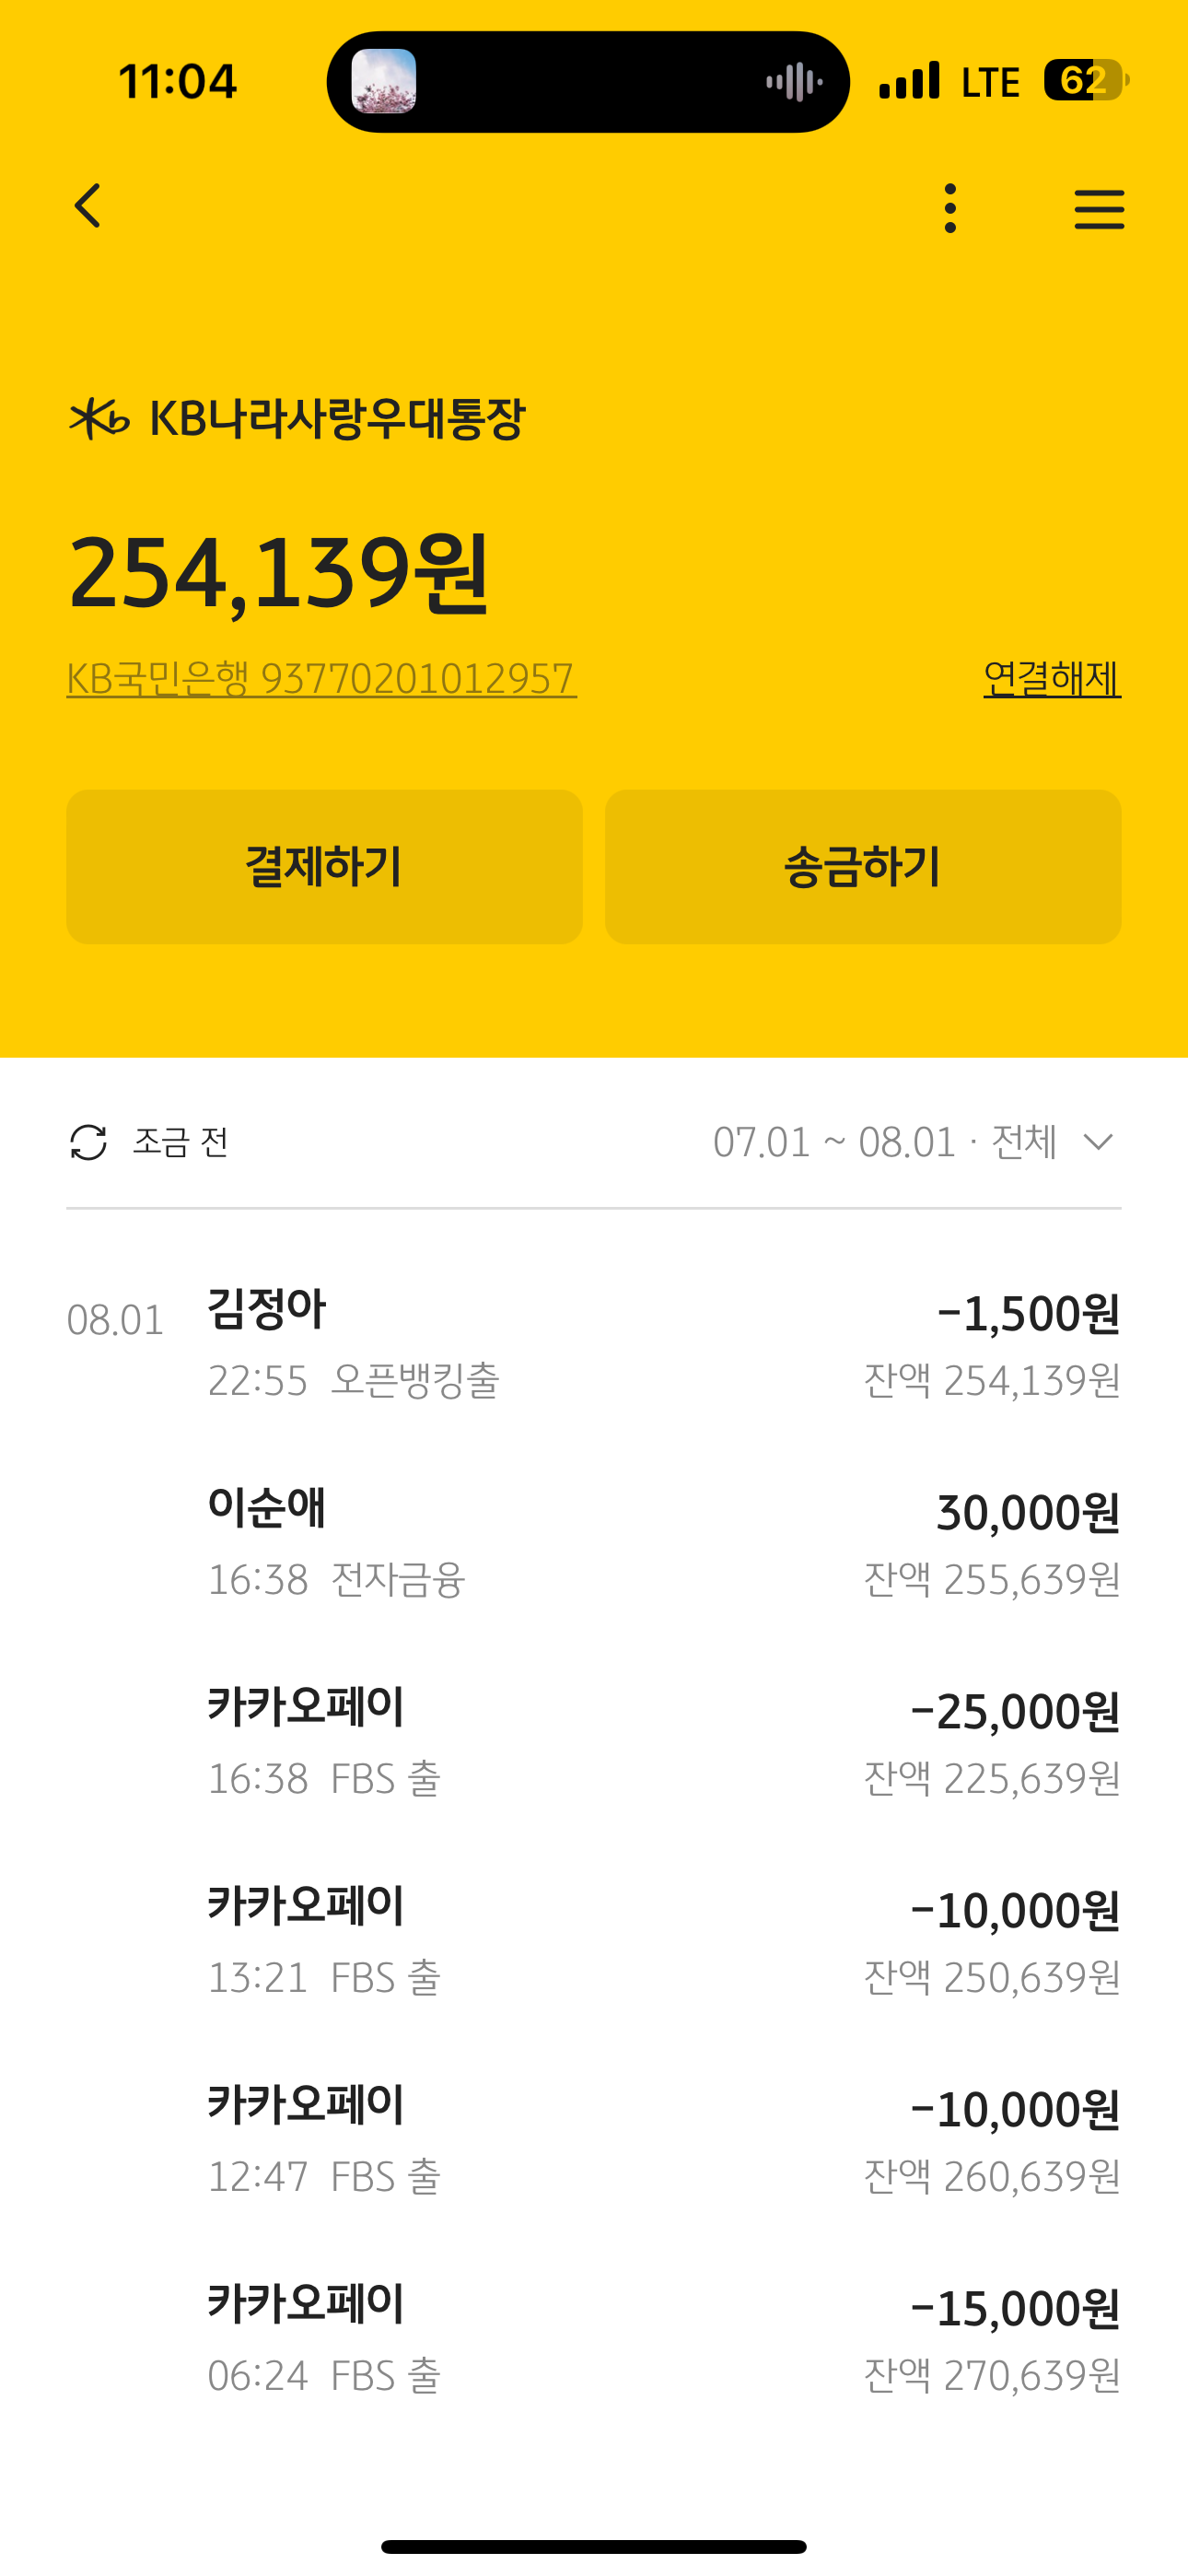 11:04 LTE 62
KB나라사랑우대통장
254,139원
KB국민은행 93770201012957 연결해제
결제하기 송금하기
조금 전 07.01 ~ 08.01 · 전체
08.01 김정아 -1,500원
22:55 오픈뱅킹출 잔액 254,139원
이순애 30,000원
16:38 전자금융 잔액 255,639원
카카오페이 -25,000원
16:38 FBS 출 잔액 225,639원
카카오페이 -10,000원
13:21 FBS 출 잔액 250,639원
카카오페이 -10,000원
12:47 FBS 출 잔액 260,639원
카카오페이 -15,000원
06:24 FBS 출 잔액 270,639원